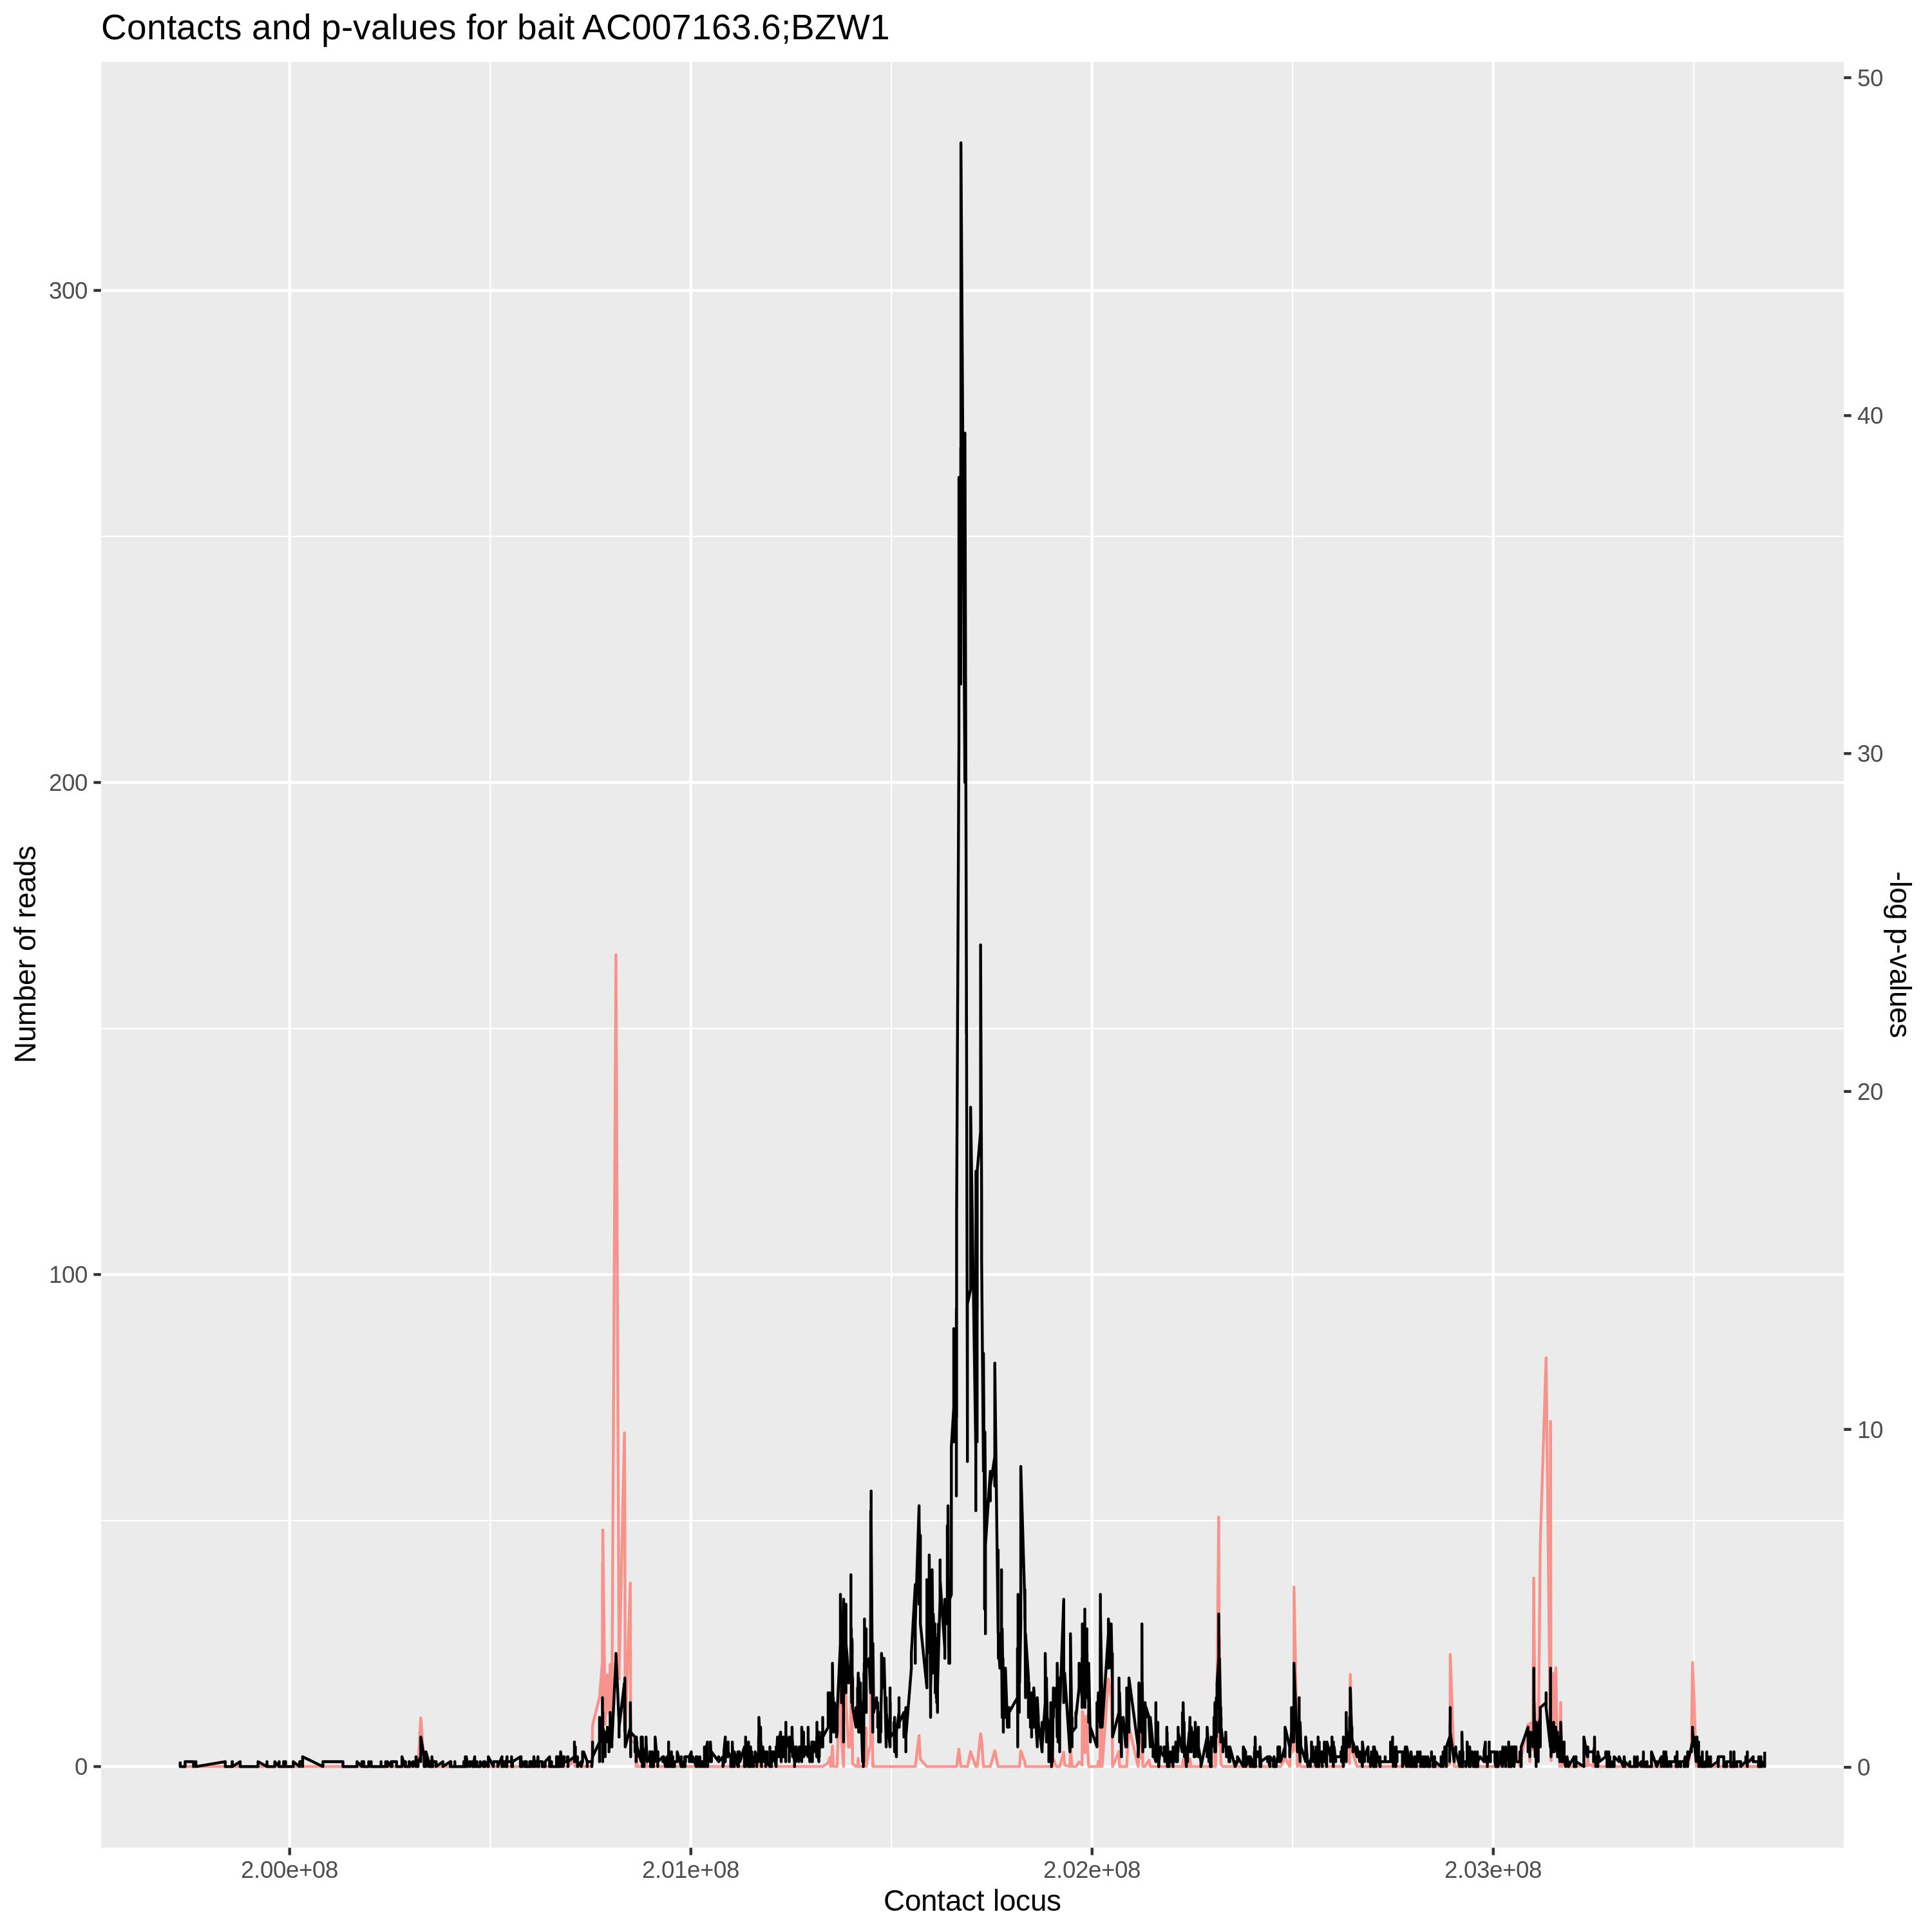 Contacts and p-values for bait AC007163.6;BZW1
50
40
30
20
10
0
300
200
100
0
Number of reads
-log p-values
2.00e+08 2.01e+08 2.02e+08 2.03e+08
Contact locus